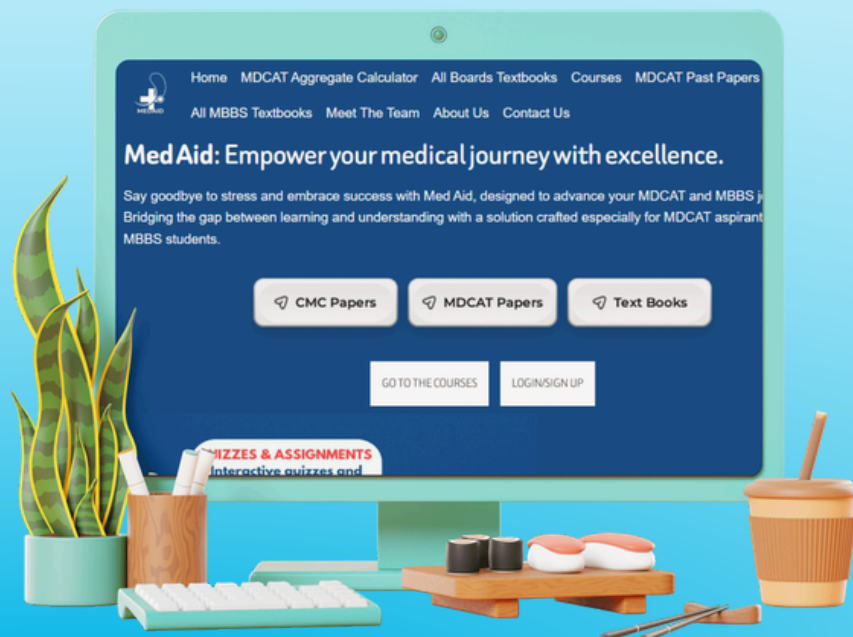 Home MDCAT Aggregate Calculator All Boards Textbooks Courses MDCAT Past Papers
MEDAID
All MBBS Textbooks Meet The Team About Us Contact Us
Med Aid: Empower your medical journey with excellence.
Say goodbye to stress and embrace success with Med Aid, designed to advance your MDCAT and MBBS j
Bridging the gap between learning and understanding with a solution crafted especially for MDCAT aspirant
MBBS students.
CMC Papers MDCAT Papers Text Books
GO TO THE COURSES LOGIN/SIGN UP
UIZZES & ASSIGNMENTS
Interactive quizzes and